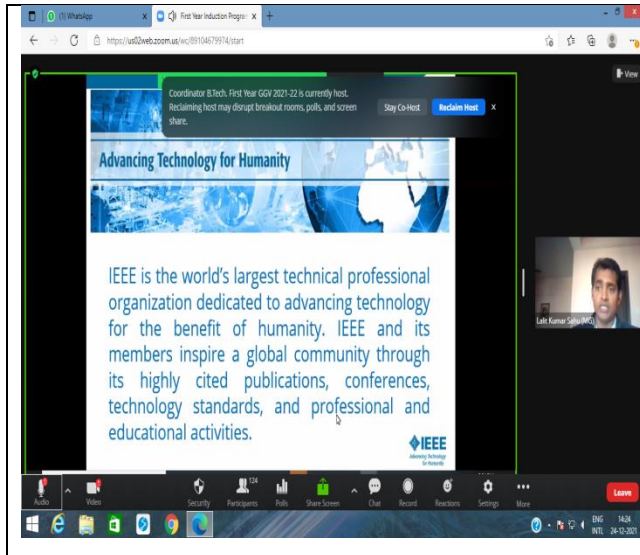 (1) WhatsApp
First Year Induction Program
https://us02web.zoom.us/wc/89104679974/start
View
Coordinator B.Tech. First Year GGV 2021-22 is currently host.
Reclaiming host may disrupt breakout rooms, polls, and screen
share.
Stay Co-Host
Reclaim Host
Advancing Technology for Humanity
IEEE is the world's largest technical professional
organization dedicated to advancing technology
for the benefit of humanity. IEEE and its
members inspire a global community through
its highly cited publications, conferences,
technology standards, and professional and
educational activities.
IEEE
Advancing Technology
for Humanity
Lalit Kumar Sahu
Audio
Video
Security
Participants
124
Polls
Share Screen
Chat
Record
Reactions
Settings
More
Leave
ENG
INTL
14:24
24-12-2021